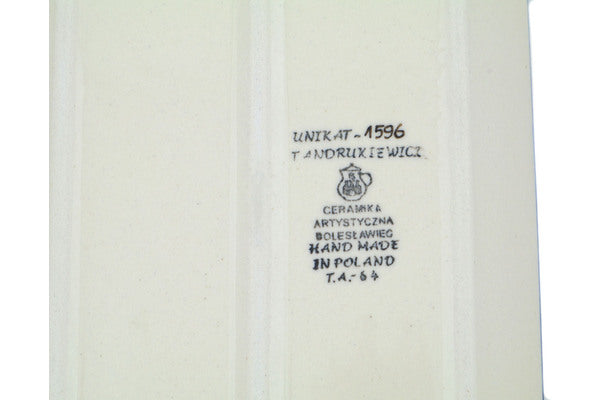 UNIKAT-1596
T ANDRUKIEWICZ
CERAMIKA
ARTYSTYCZNA
BOLESŁAWIEC
HAND MADE
IN POLAND
T.A.-64